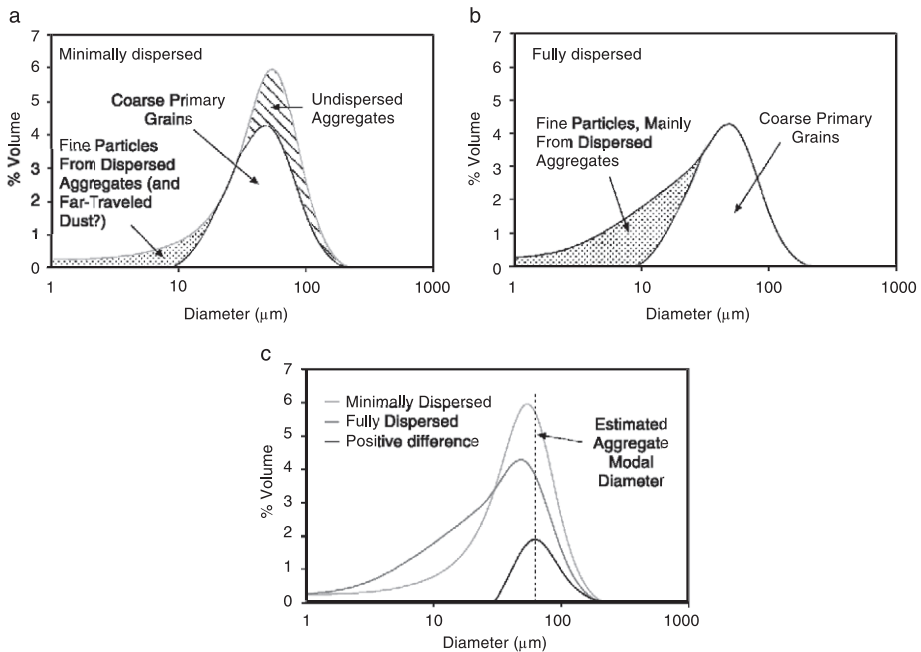 a
7
6
5
4
3
2
1
0
% Volume
Minimally dispersed
Coarse Primary
Grains
Undispersed
Aggregates
Fine Particles
From Dispersed
Aggregates (and
Far-Traveled
Dust?)
1
10
100
1000
Diameter (μm)
b
7
6
5
4
3
2
1
0
Fully dispersed
Fine Particles, Mainly
From Dispersed
Aggregates
Coarse Primary
Grains
1
10
100
1000
Diameter (μm)
c
7
6
5
4
3
2
1
0
% Volume
Minimally Dispersed
Fully Dispersed
Positive difference
Estimated
Aggregate
Modal
Diameter
1
10
100
1000
Diameter (μm)